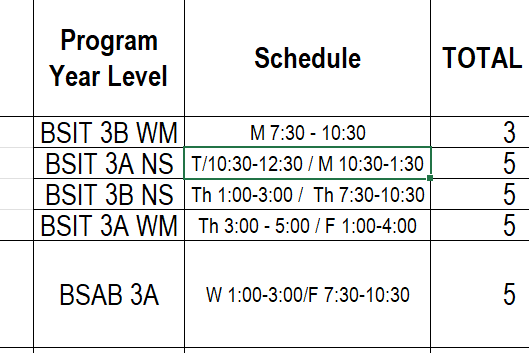 Program
Year Level
Schedule
TOTAL
BSIT 3B WM M 7:30 - 10:30 3
BSIT 3A NS T/10:30-12:30 / M 10:30-1:30 5
BSIT 3B NS Th 1:00-3:00 / Th 7:30-10:30 5
BSIT 3A WM Th 3:00 - 5:00 / F 1:00-4:00 5
BSAB 3A W 1:00-3:00/F 7:30-10:30 5